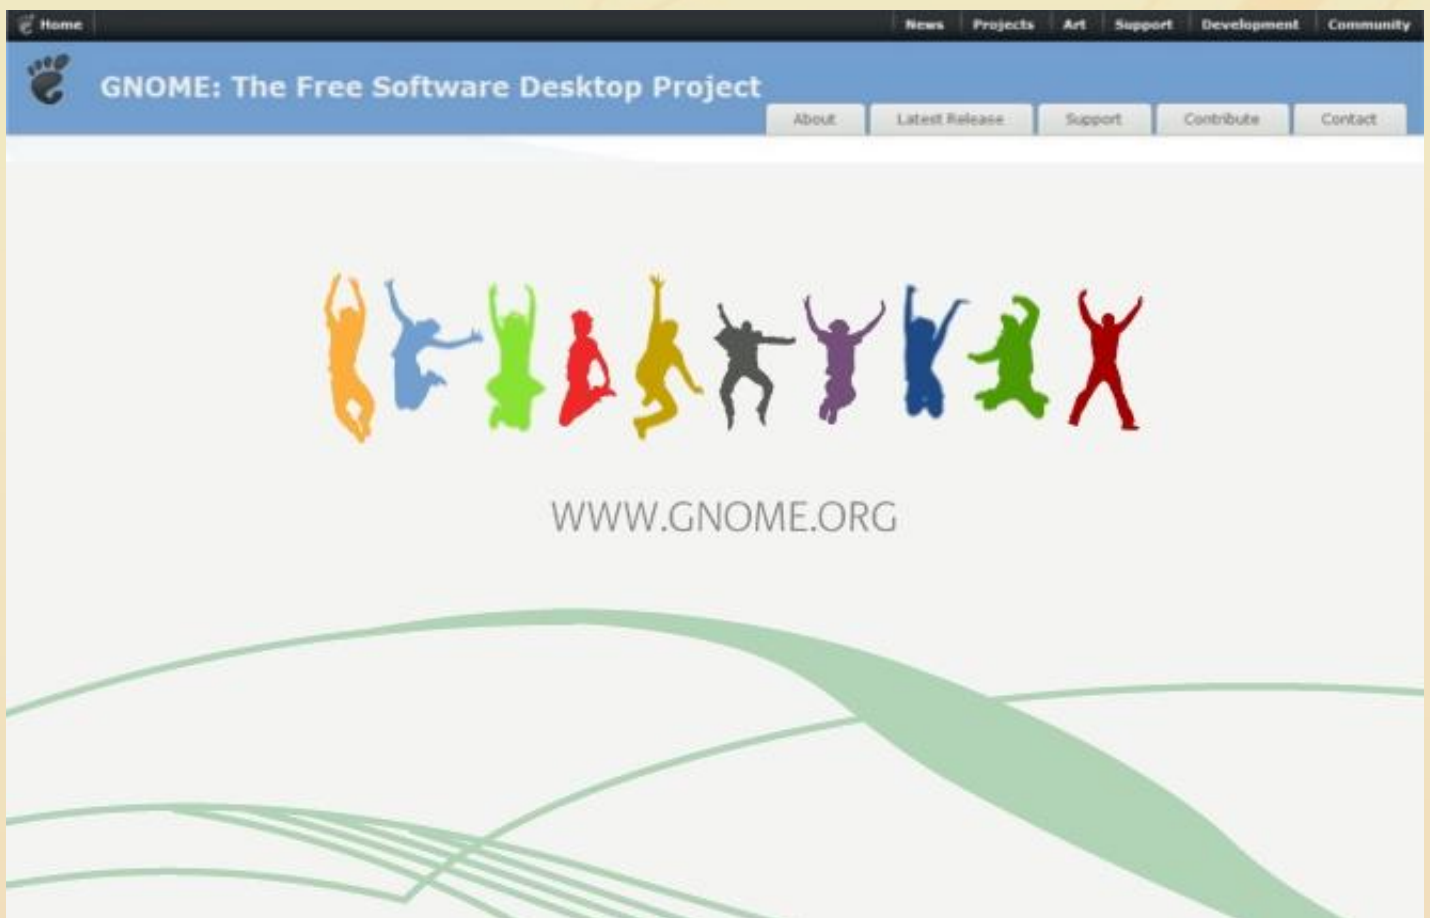 Home News Projects Art Support Development Community
GNOME: The Free Software Desktop Project
About Latest Release Support Contribute Contact
WWW.GNOME.ORG